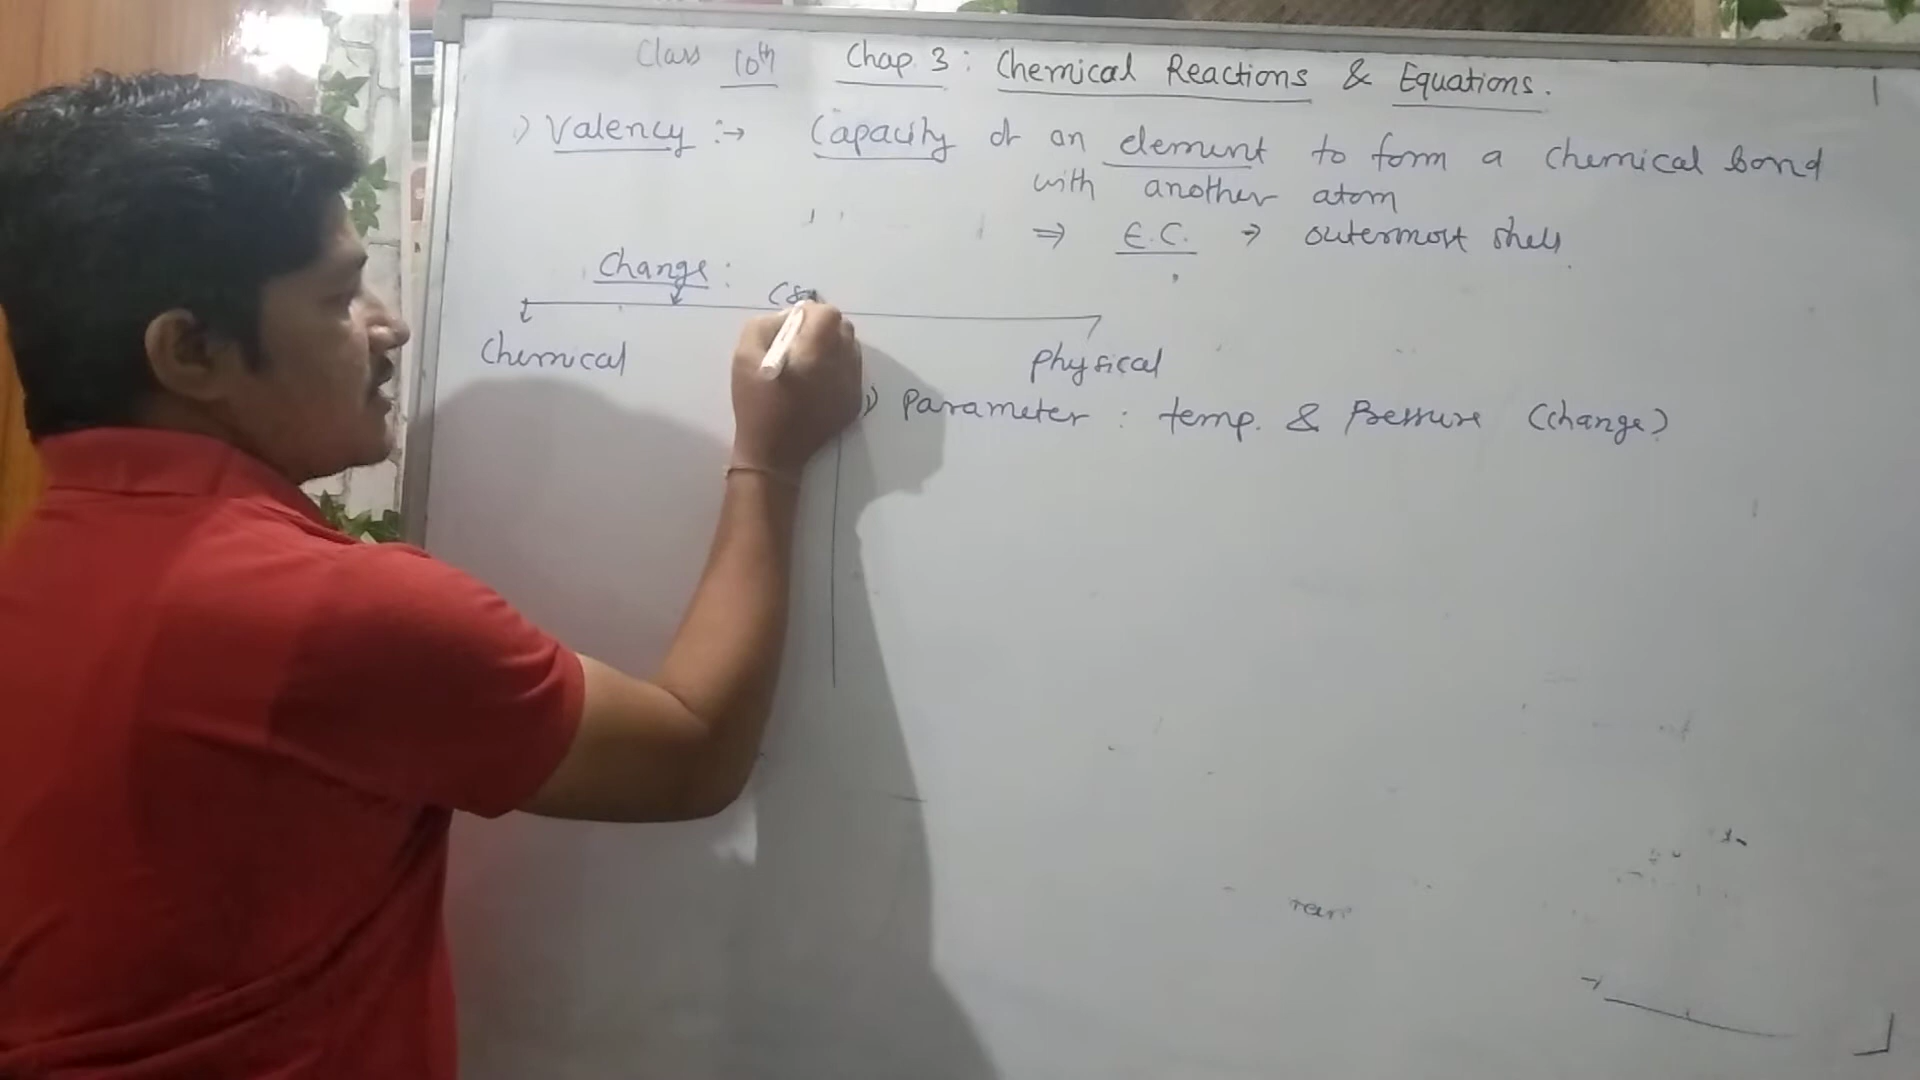 Class 10th Chap 3 : Chemical Reactions & Equations.
1) Valency :→ Capacity of an element to form a chemical bond
with another atom
⇒ E.C. → outermost shell
Change :
Chemical Physical
1) Parameter : temp. & Pressure (Change)